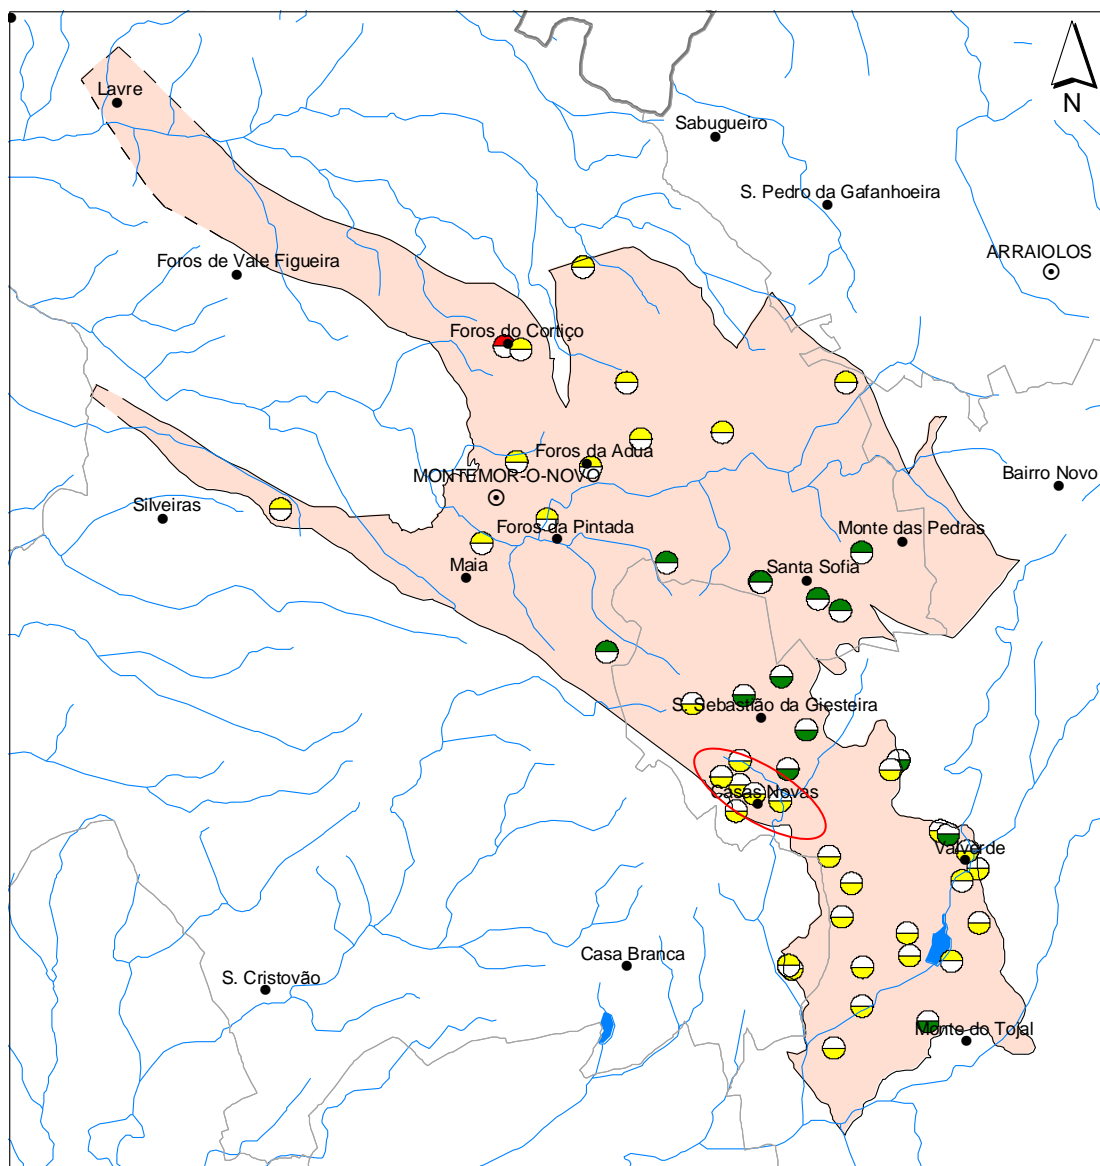 Lavre
N
Sabugueiro
S. Pedro da Gafanhoeira
ARRAIOLOS
Foros de Vale Figueira
Foros do Cortiço
Foros da Adua
Bairro Novo
MONTEMOR-O-NOVO
Silveiras
Foros da Pintada
Monte das Pedras
Maia
Santa Sofia
S. Sebastião da Giesteira
Casas Novas
Valverde
Casa Branca
S. Cristovão
Monte do Tojal